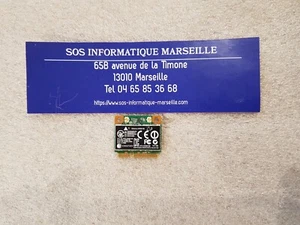 SOS INFORMATIQUE MARSEILLE
65B avenue de la Timone
13010 Marseille
Tel 04 65 85 36 68
https://www.sos-informatique-marseille.com